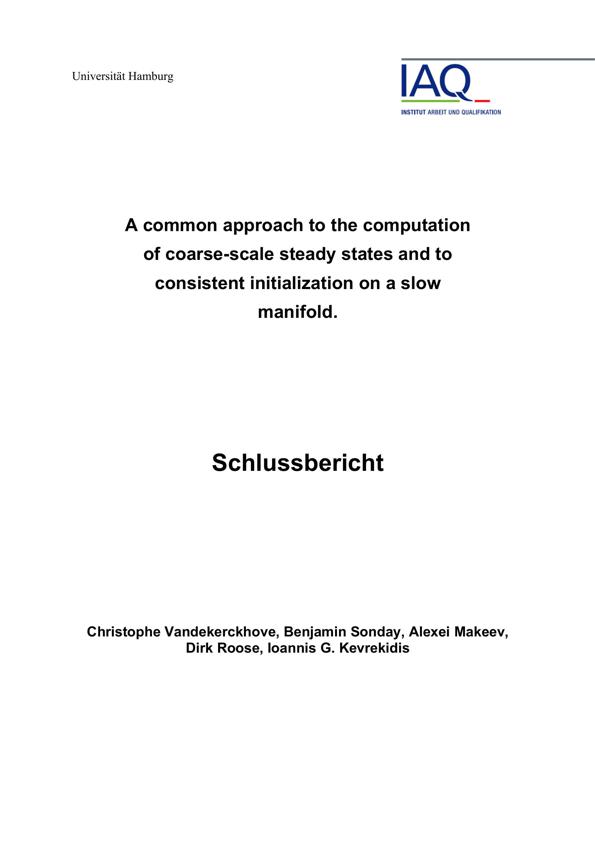 Universität Hamburg
IAQ
INSTITUT ARBEIT UND QUALIFIKATION
A common approach to the computation
of coarse-scale steady states and to
consistent initialization on a slow
manifold.
Schlussbericht
Christophe Vandekerckhove, Benjamin Sonday, Alexei Makeev,
Dirk Roose, Ioannis G. Kevrekidis